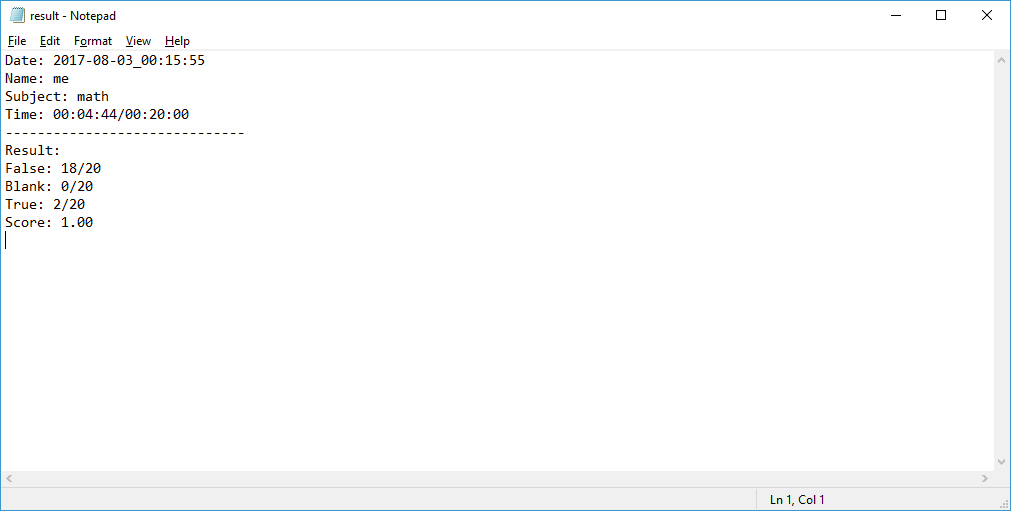 result - Notepad
File Edit Format View Help
Date: 2017-08-03_00:15:55
Name: me
Subject: math
Time: 00:04:44/00:20:00
------------------------------
Result:
False: 18/20
Blank: 0/20
True: 2/20
Score: 1.00
Ln 1, Col 1